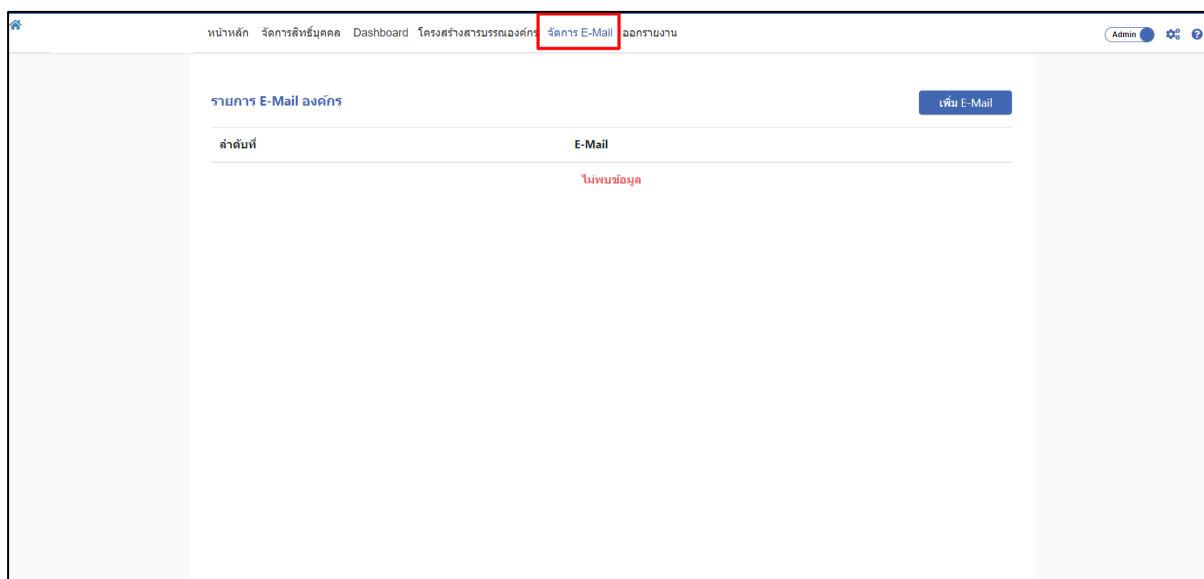 หน้าหลัก จัดการสิทธิ์บุคคล Dashboard โครงสร้างสารบรรณองค์กร จัดการ E-Mail ออกรายงาน Admin
รายการ E-Mail องค์กร เพิ่ม E-Mail
ลำดับที่ E-Mail
ไม่พบข้อมูล